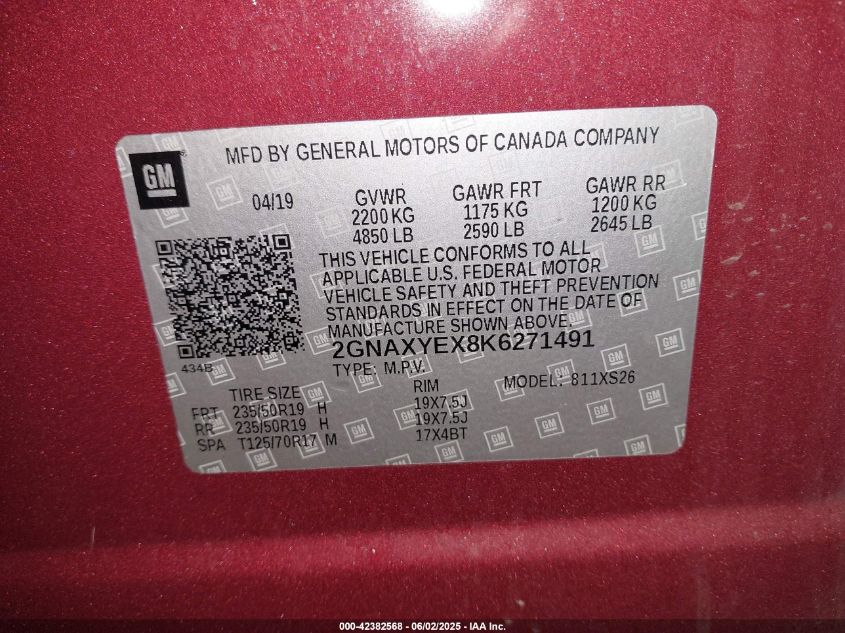 MFD BY GENERAL MOTORS OF CANADA COMPANY
GM
04/19 GVWR GAWR FRT GAWR RR
2200 KG 1175 KG 1200 KG
4850 LB 2590 LB 2645 LB
THIS VEHICLE CONFORMS TO ALL
APPLICABLE U.S. FEDERAL MOTOR
VEHICLE SAFETY AND THEFT PREVENTION
STANDARDS IN EFFECT ON THE DATE OF
MANUFACTURE SHOWN ABOVE.
2GNAXYEX8K6271491
434B TYPE: M.P.V. MODEL: 811XS26
TIRE SIZE RIM
FRT 235/50R19 H 19X7.5J
RR 235/50R19 H 19X7.5J
SPA T125/70R17 M 17X4BT
000-42382568 - 06/02/2025 - IAA Inc.